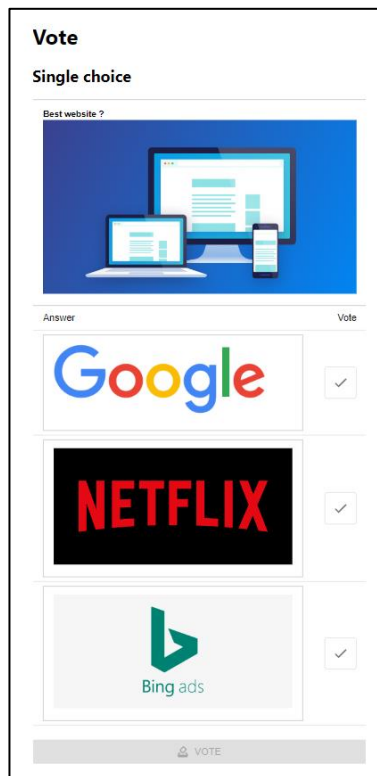 Vote
Single choice
Best website ?
Answer Vote
Google
NETFLIX
Bing ads
VOTE